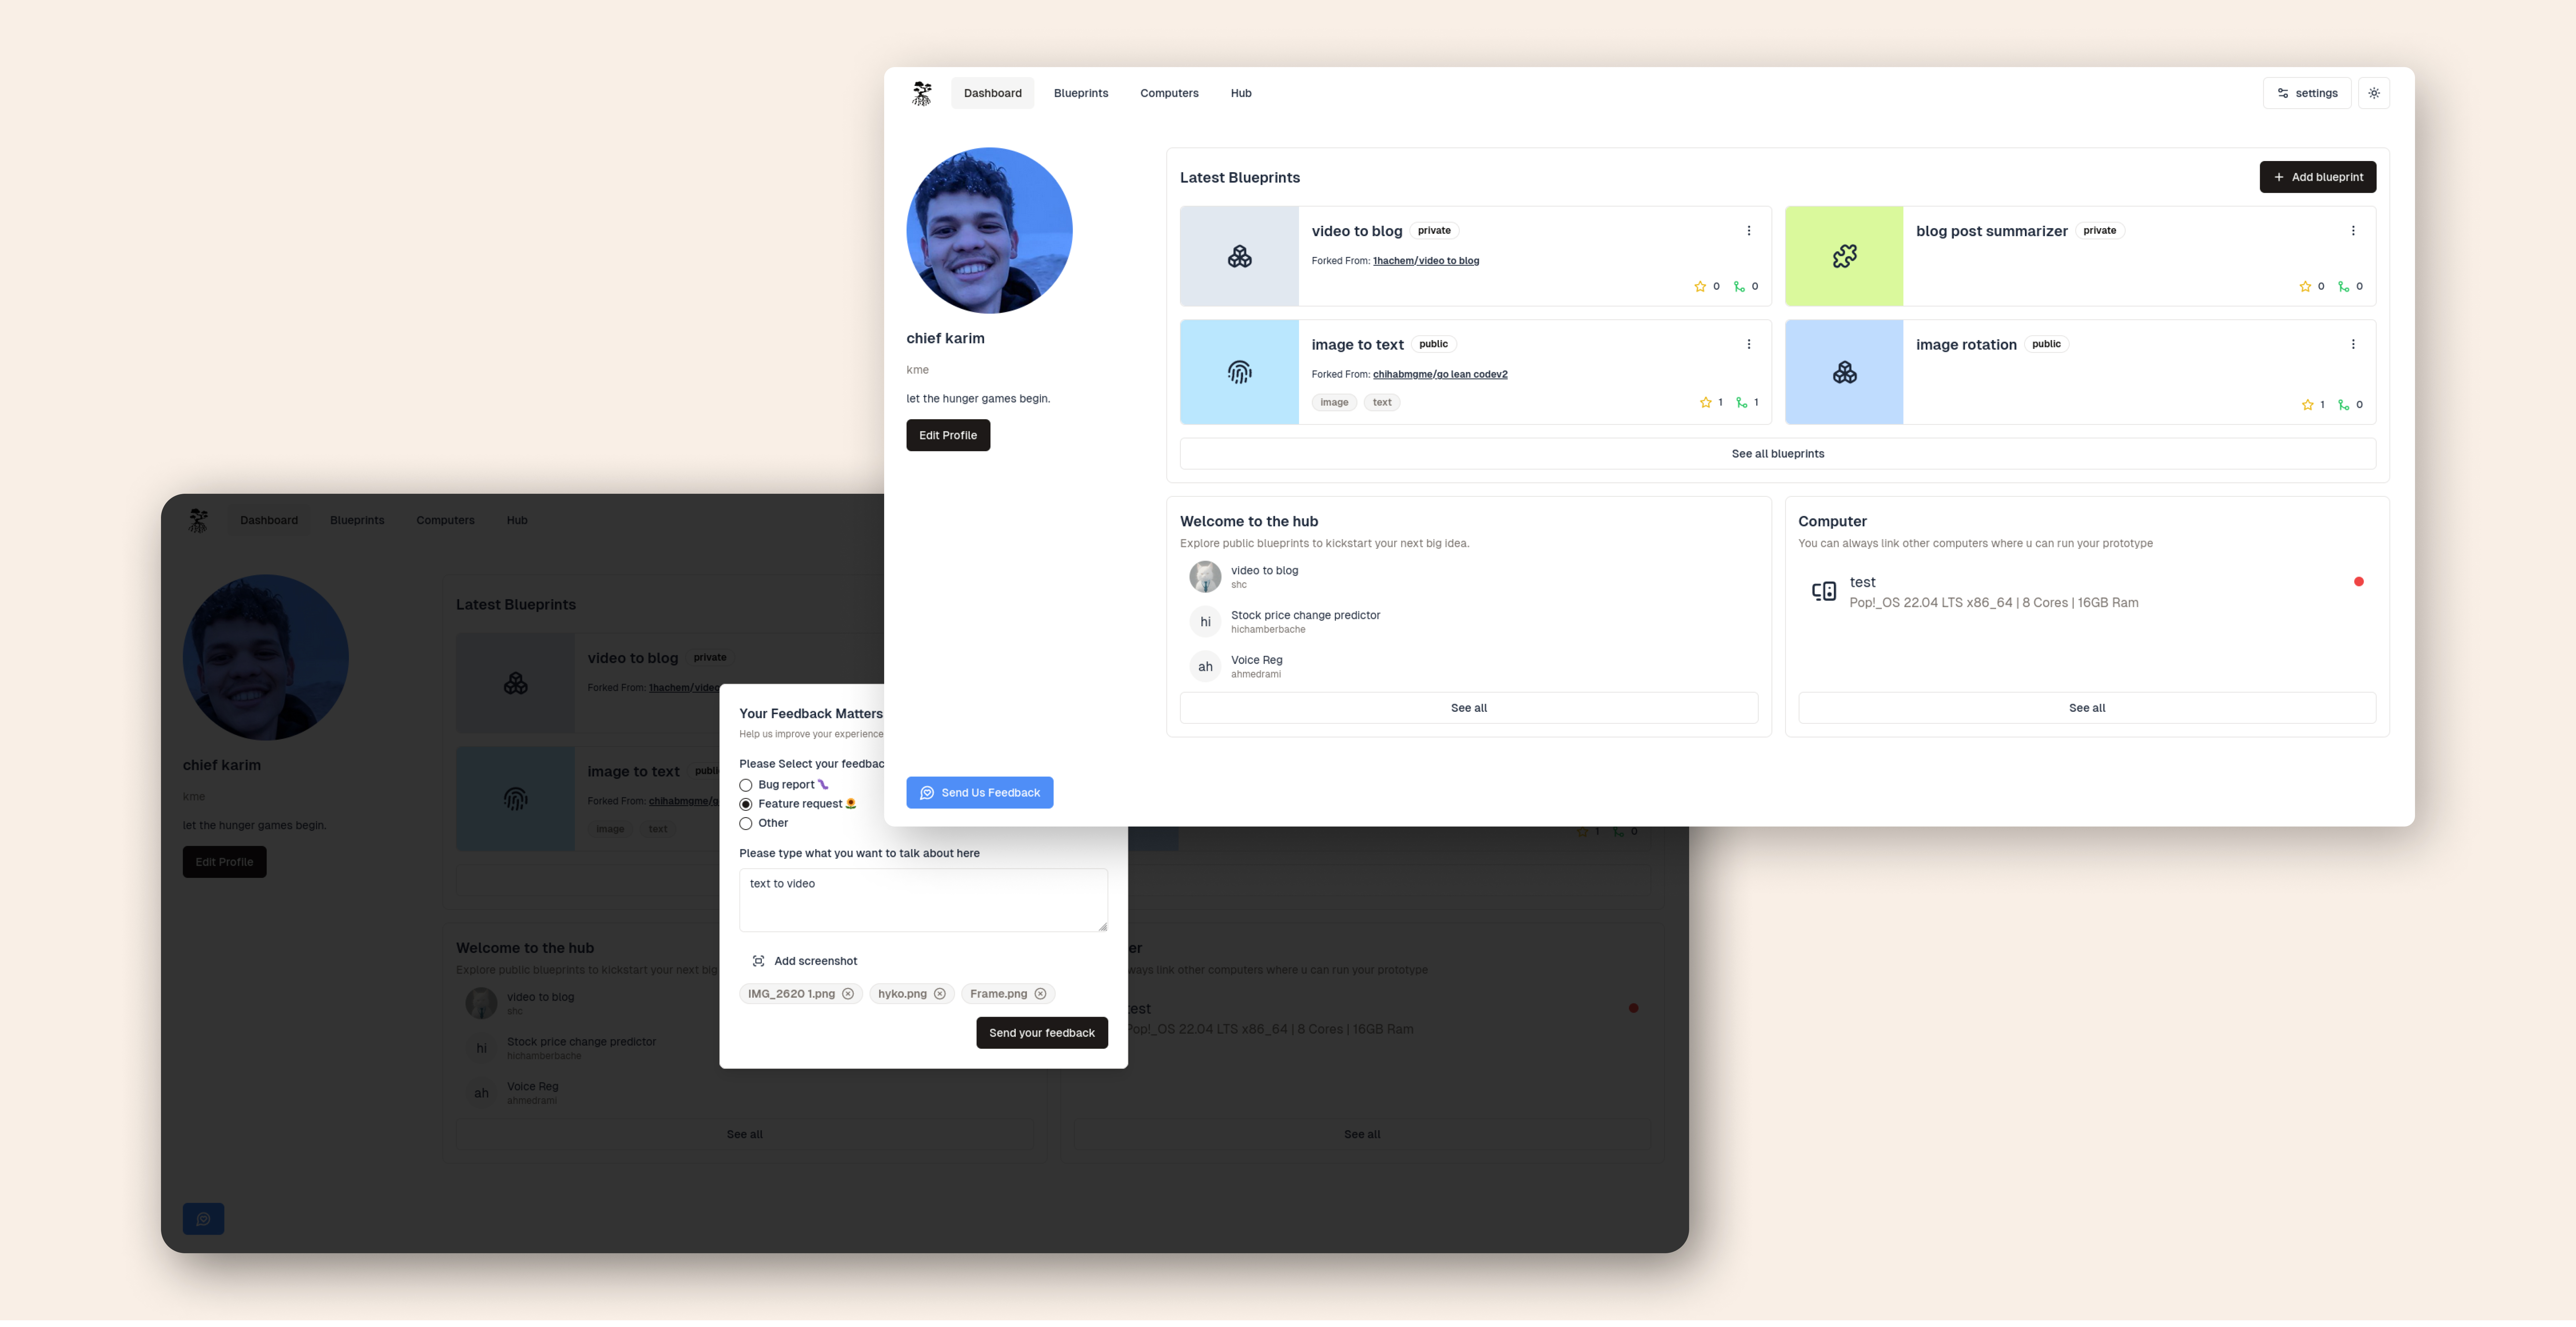 Dashboard Blueprints Computers Hub settings
Latest Blueprints Add blueprint
video to blog private
Forked From: 1hachem/video to blog
0 0
blog post summarizer private
0 0
image to text public
Forked From: chihabmgme/go lean codev2
image text 1 1
image rotation public
1 0
See all blueprints
chief karim
kme
let the hunger games begin.
Edit Profile
Welcome to the hub
Explore public blueprints to kickstart your next big idea.
video to blog
shc
hi Stock price change predictor
hichamberbache
ah Voice Reg
ahmedrami
See all
Computer
You can always link other computers where u can run your prototype
test
Pop!_OS 22.04 LTS x86_64 | 8 Cores | 16GB Ram
See all
Send Us Feedback
Dashboard Blueprints Computers Hub
Latest Blueprints
video to blog private
Forked From: 1hachem/video
image to text
Forked From:
image text
1 0
chief karim
kme
let the hunger games begin.
Edit Profile
Your Feedback Matters
Help us improve your experience
Please Select your
Bug report
Feature request
Other
Please type what you want to talk about here
text to video
Add screenshot
IMG_2620 1.png hyko.png Frame.png
Send your feedback
Welcome to the hub
Explore public blueprints to kickstart your next
video to blog
shc
hi Stock price change predictor
hichamberbache
ah Voice Reg
ahmedrami
See all
link other computers where u can run your prototype
test
Pop!_OS 22.04 LTS x86_64 | 8 Cores | 16GB Ram
See all